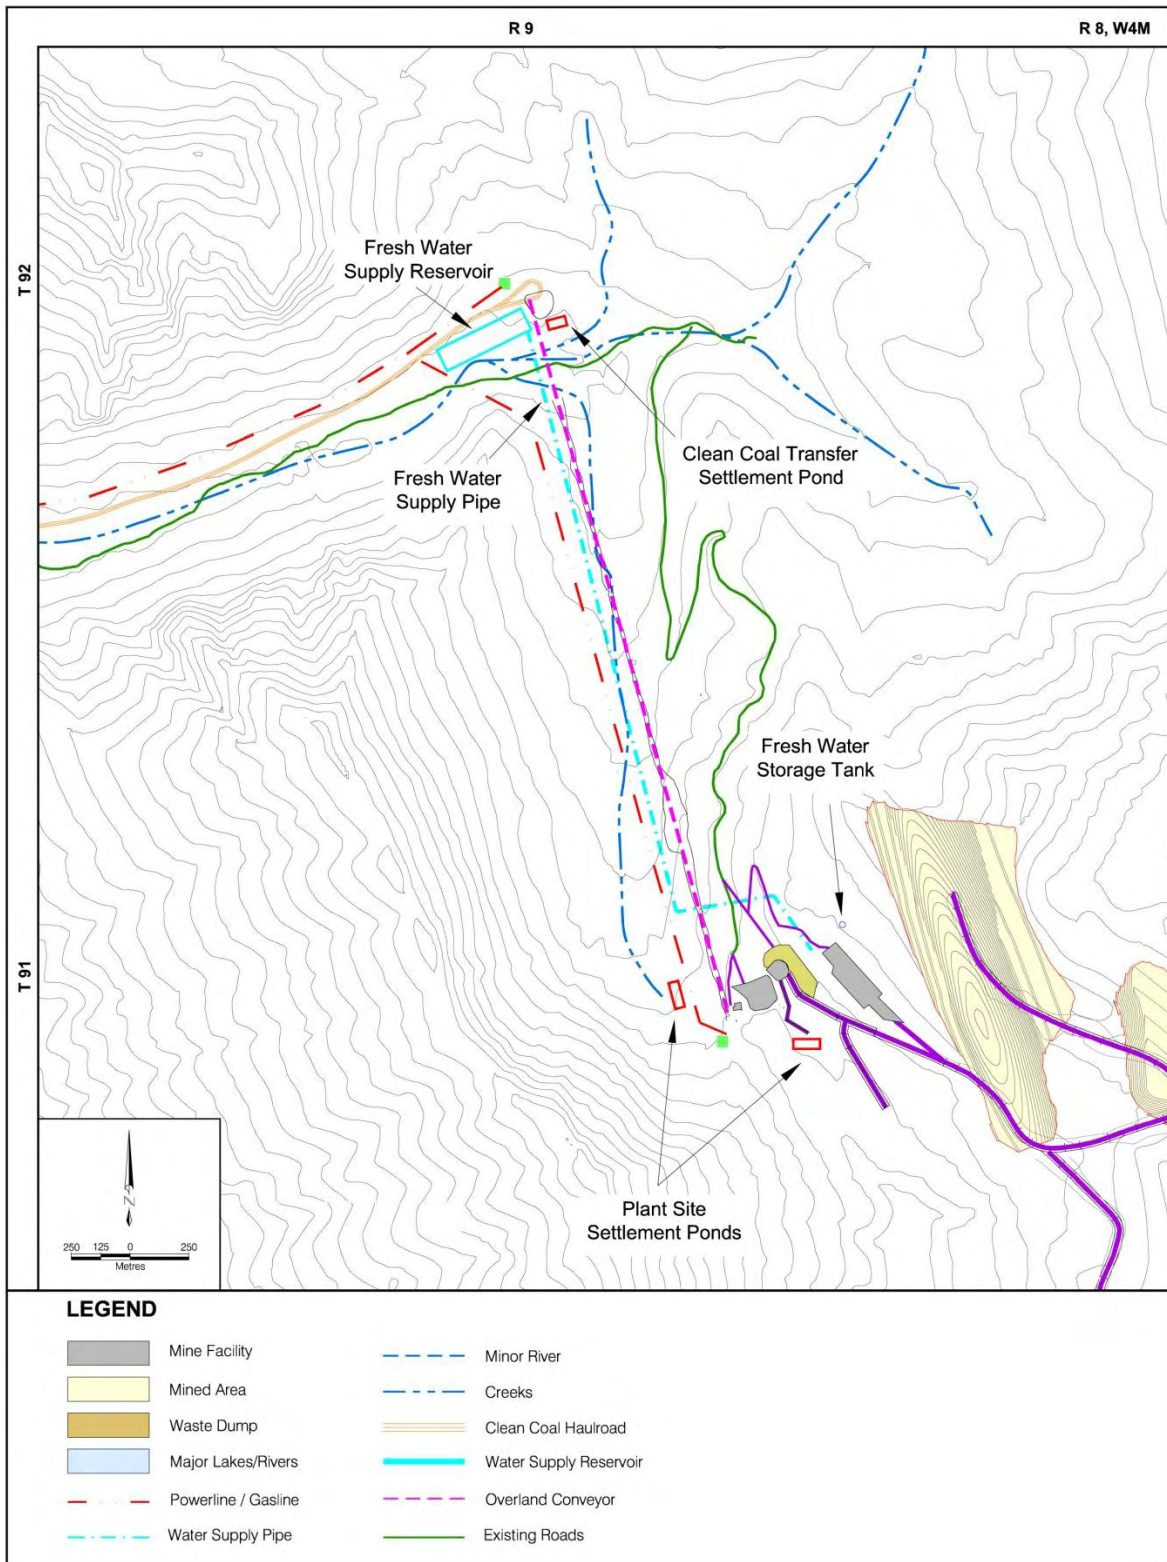 R 9
R 8, W4M
T 92
Fresh Water
Supply Reservoir
Clean Coal Transfer
Settlement Pond
Fresh Water
Supply Pipe
Fresh Water
Storage Tank
T 91
Plant Site
Settlement Ponds
N
250 125 0 250
Metres
LEGEND
Mine Facility
Mined Area
Waste Dump
Major Lakes/Rivers
Powerline / Gasline
Water Supply Pipe
Minor River
Creeks
Clean Coal Haulroad
Water Supply Reservoir
Overland Conveyor
Existing Roads